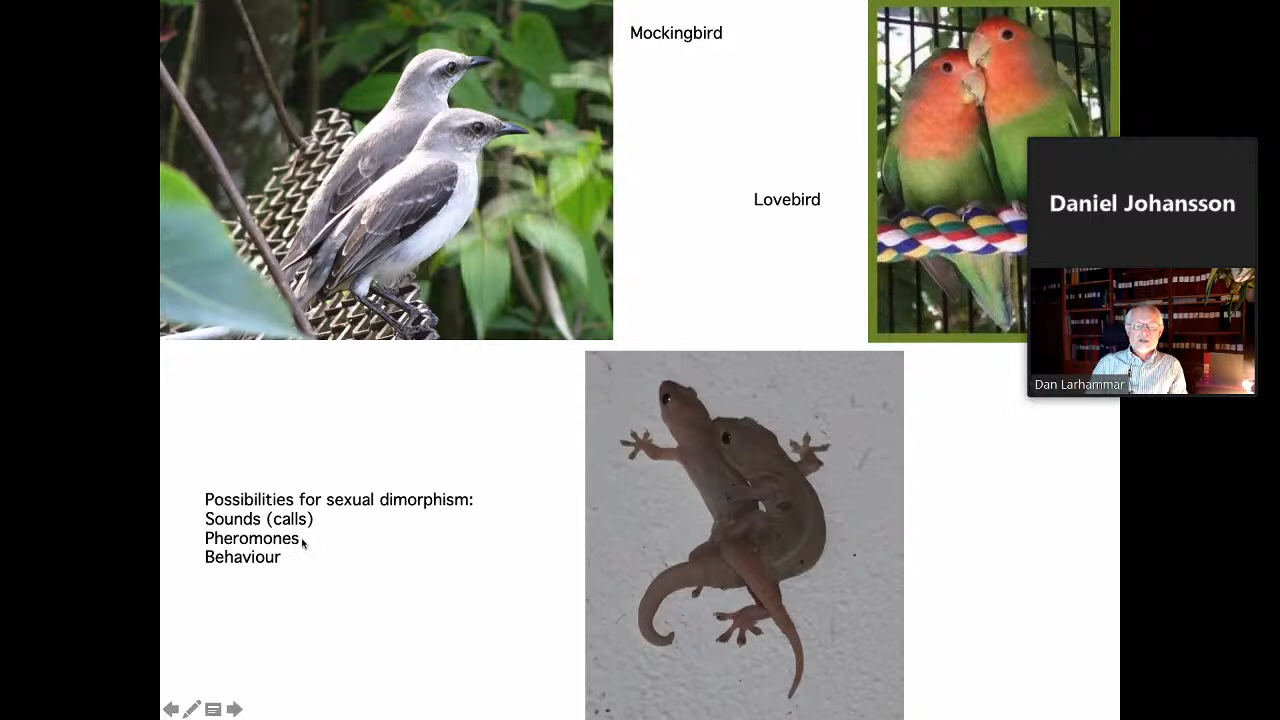 Mockingbird
Lovebird
Daniel Johansson
Dan Larhammar
Possibilities for sexual dimorphism:
Sounds (calls)
Pheromones
Behaviour